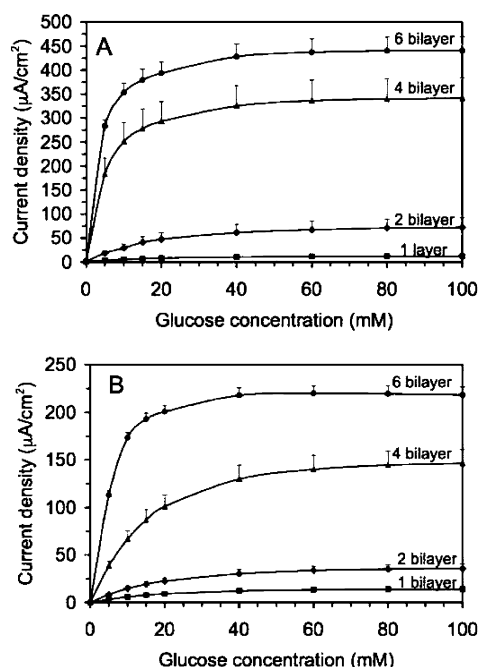 A
500
450
400
350
300
250
200
150
100
50
0
Current density (µA/cm²)
6 bilayer
4 bilayer
2 bilayer
1 layer
0 20 40 60 80 100
Glucose concentration (mM)
B
250
200
150
100
50
0
Current density (µA/cm²)
6 bilayer
4 bilayer
2 bilayer
1 bilayer
0 20 40 60 80 100
Glucose concentration (mM)